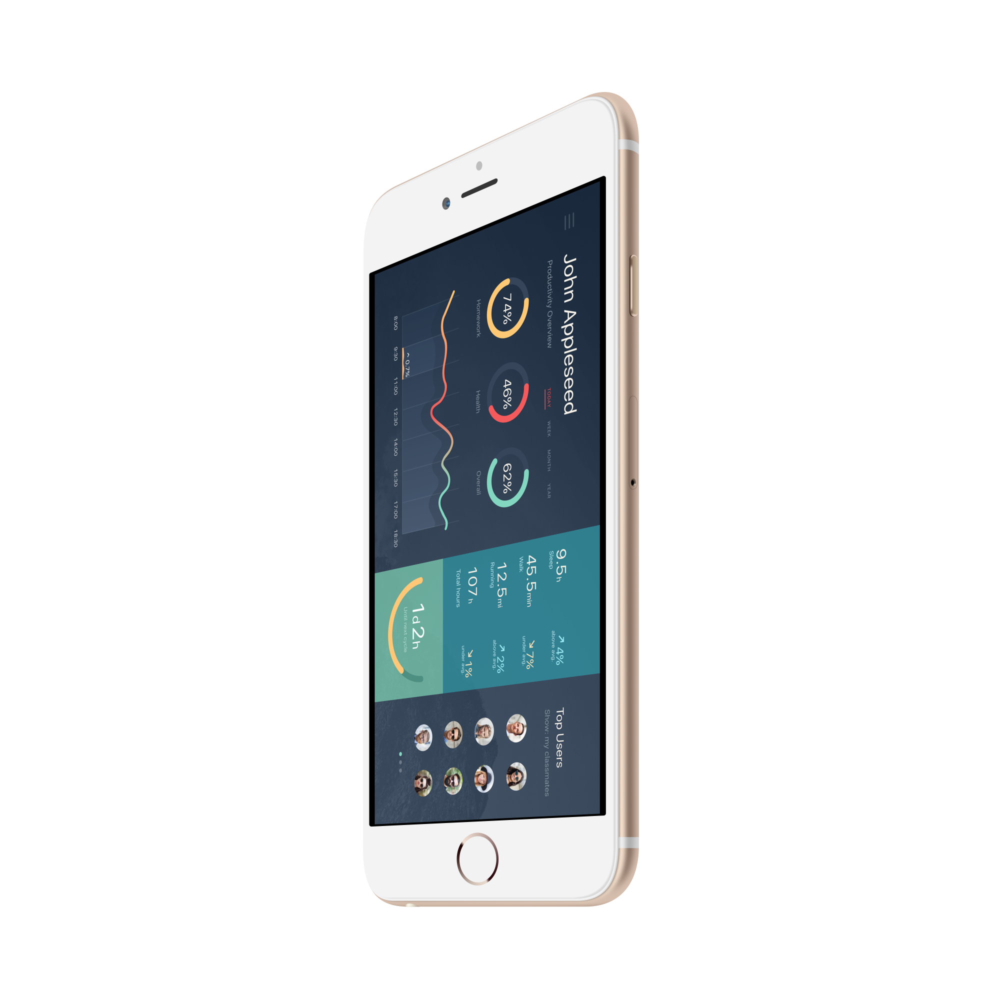 John Appleseed
Productivity Overview
TODAY WEEK MONTH YEAR
74%
Homework
46%
Health
62%
Overall
^ 0.7%
8:00 9:30 11:00 12:30 14:00 15:30 17:00 18:30
9.5h
Sleep
↗ 4%
above avg.
45.5min
Walk
↘ 7%
under avg.
12.5mi
Running
↗ 2%
above avg.
107 h
Total hours
↘ 1%
under avg.
1d 2h
Until next cycle
Top Users
Show: my classmates